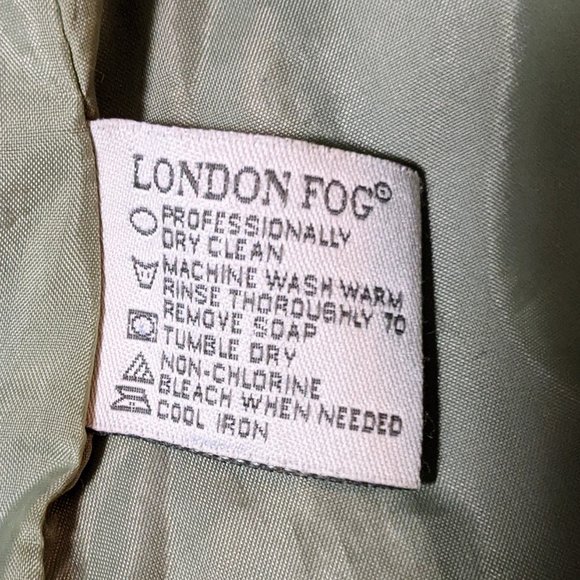 LONDON FOG®
PROFESSIONALLY
DRY CLEAN
MACHINE WASH WARM
RINSE THOROUGHLY TO
REMOVE SOAP
TUMBLE DRY
NON-CHLORINE
BLEACH WHEN NEEDED
COOL IRON